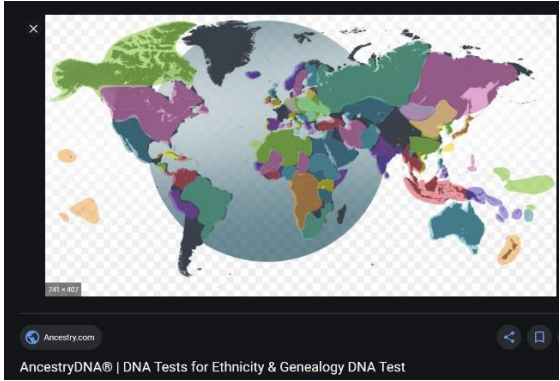 741 × 407
Ancestry.com
AncestryDNA® | DNA Tests for Ethnicity & Genealogy DNA Test